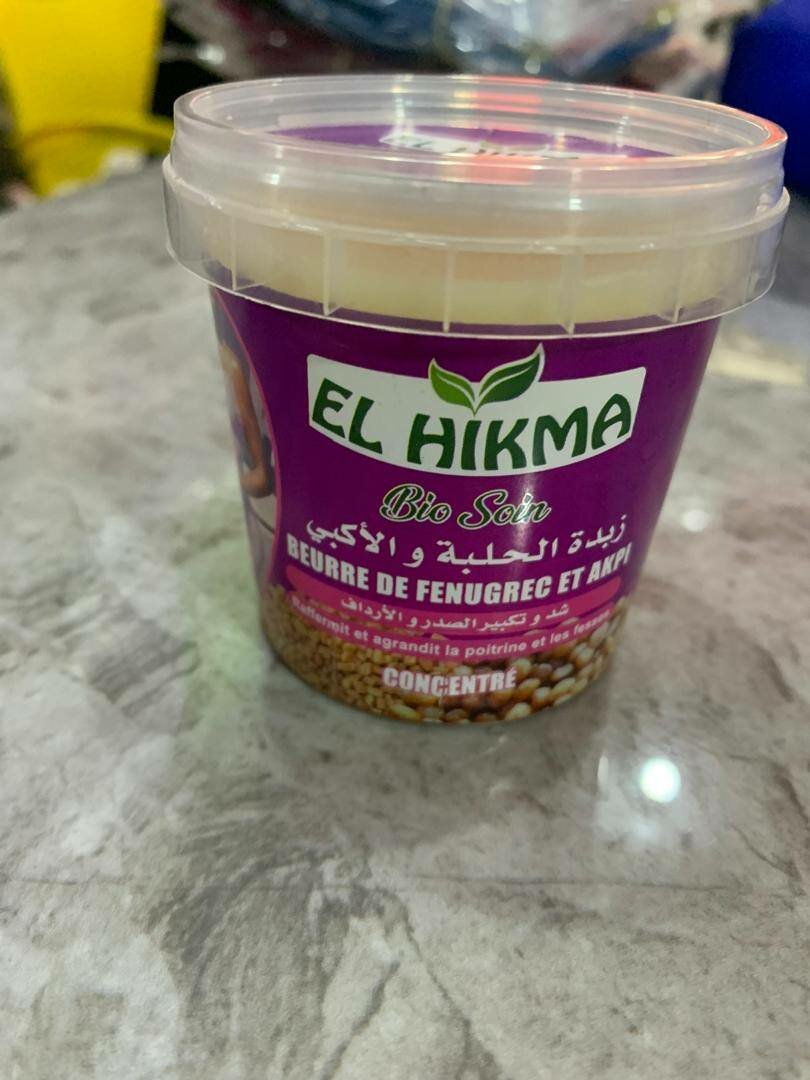 EL HIKMA
Bio Soin
زبدة الحلبة و الأكبي
BEURRE DE FENUGREC ET AKPI
شد و تكبير الصدر و الأرداف
Raffermit et agrandit la poitrine et les fesses
CONCENTRÉ